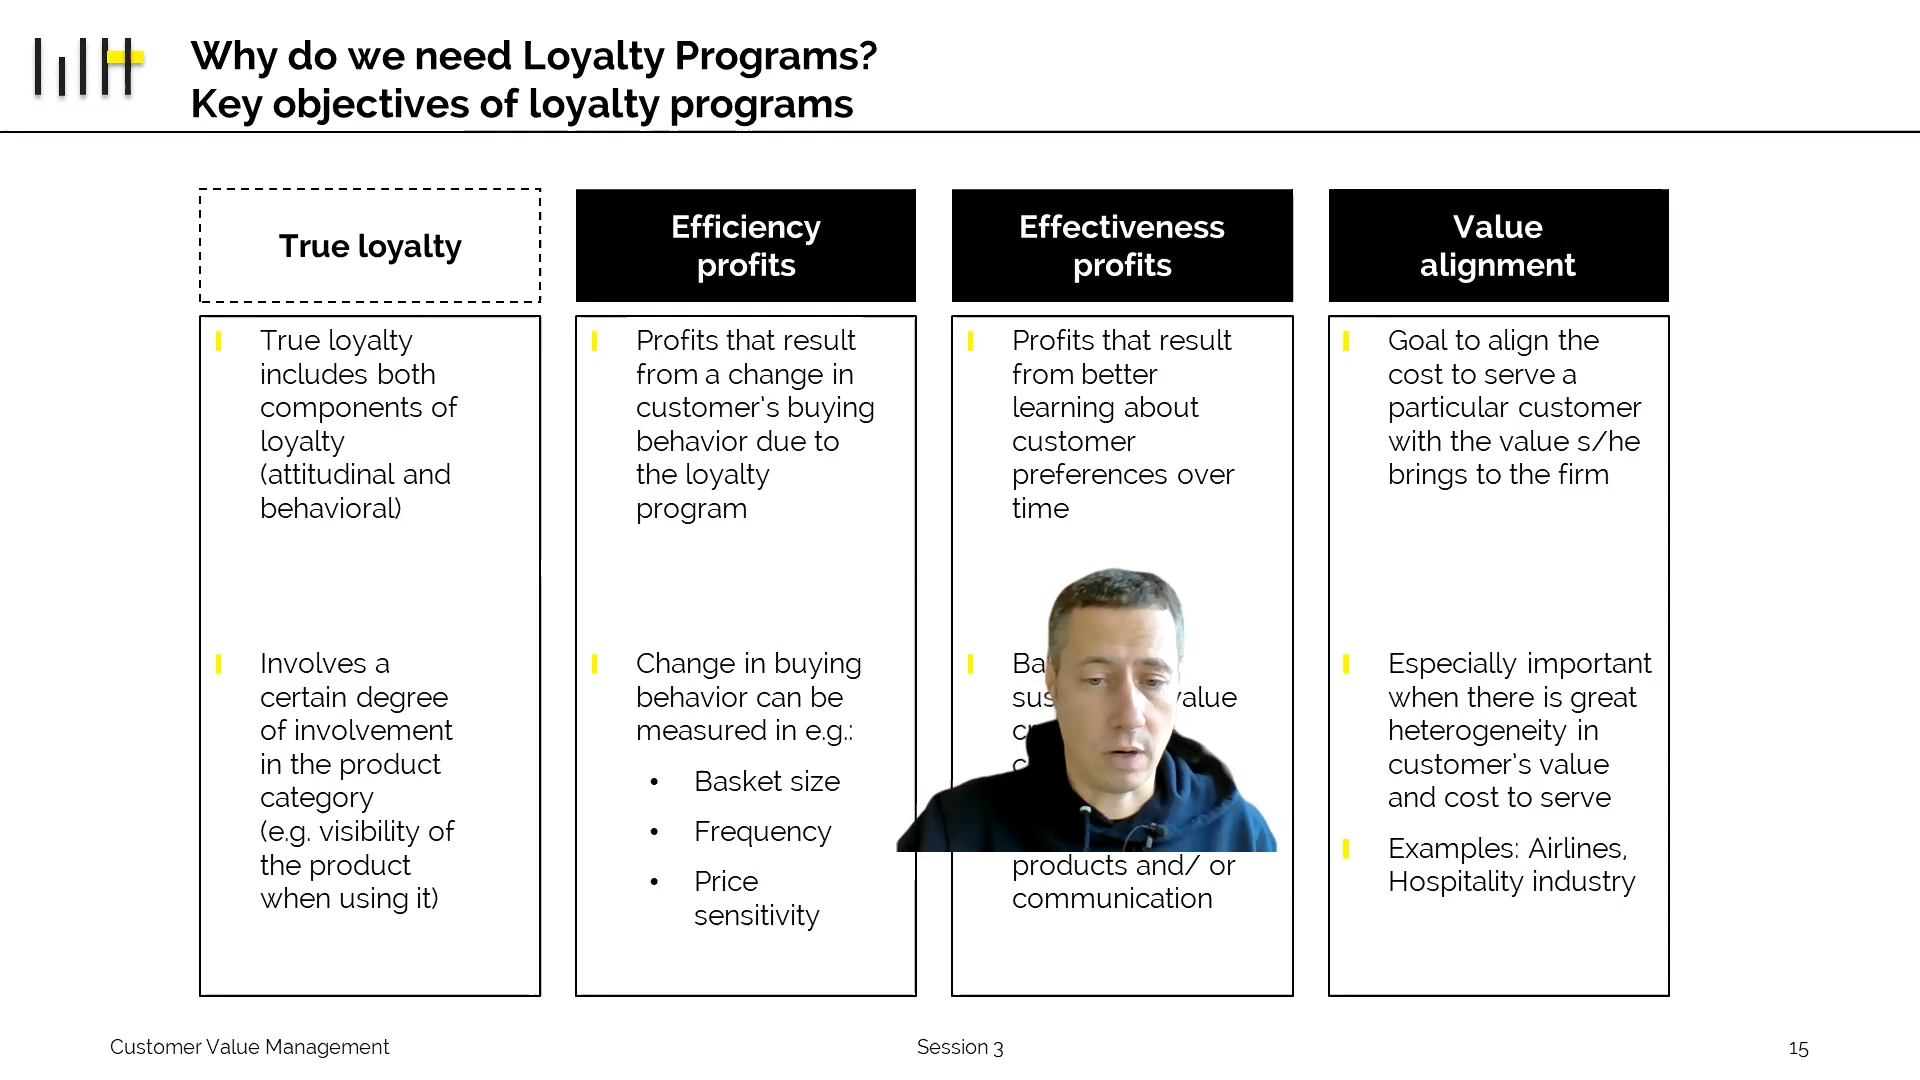 Why do we need Loyalty Programs?
Key objectives of loyalty programs
True loyalty
True loyalty
includes both
components of
loyalty
(attitudinal and
behavioral)
Involves a
certain degree
of involvement
in the product
category
(e.g. visibility of
the product
when using it)
Efficiency
profits
Profits that result
from a change in
customer's buying
behavior due to
the loyalty
program
Change in buying
behavior can be
measured in e.g.:
• Basket size
• Frequency
• Price
sensitivity
Effectiveness
profits
Profits that result
from better
learning about
customer
preferences over
time
products and/ or
communication
Value
alignment
Goal to align the
cost to serve a
particular customer
with the value s/he
brings to the firm
Especially important
when there is great
heterogeneity in
customer's value
and cost to serve
Examples: Airlines,
Hospitality industry
Customer Value Management
Session 3
15